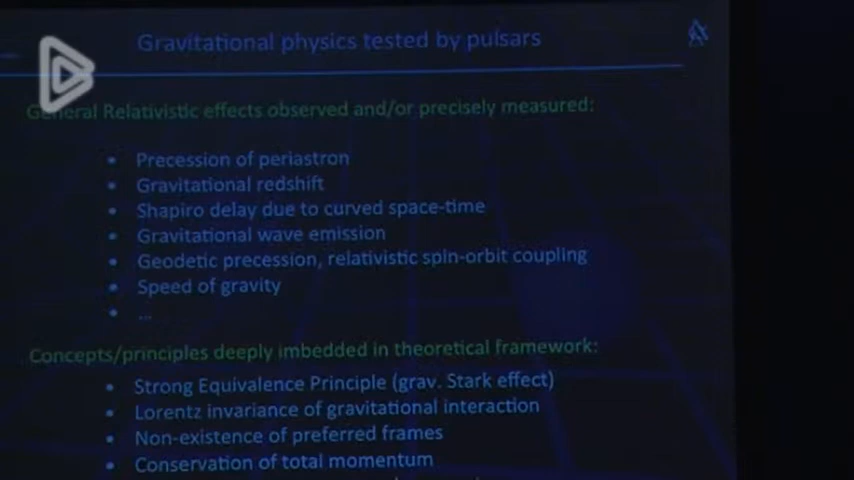 Gravitational physics tested by pulsars
General Relativistic effects observed and/or precisely measured:
• Precession of periastron
• Gravitational redshift
• Shapiro delay due to curved space-time
• Gravitational wave emission
• Geodetic precession, relativistic spin-orbit coupling
• Speed of gravity
• ...
Concepts/principles deeply imbedded in theoretical framework:
• Strong Equivalence Principle (grav. Stark effect)
• Lorentz invariance of gravitational interaction
• Non-existence of preferred frames
• Conservation of total momentum